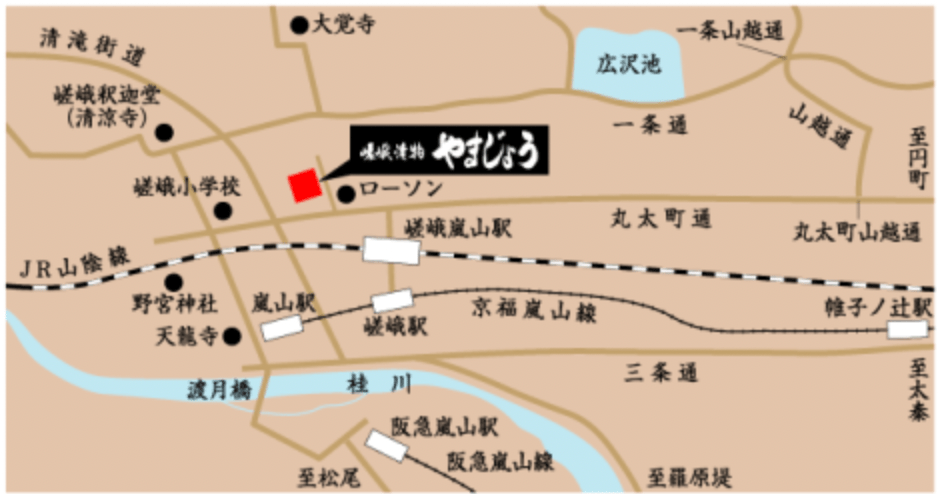 大覚寺
一条山越通
清滝街道
広沢池
嵯峨釈迦堂
(清涼寺)
一条通
山越通
至円町
嵯峨漬物 やまじょう
嵯峨小学校
ローソン
丸太町通
嵯峨嵐山駅
丸太町山越通
JR山陰線
野宮神社
嵐山駅
嵯峨駅
京福嵐山線
帷子ノ辻駅
天龍寺
三条通
至太秦
渡月橋
桂川
阪急嵐山駅
阪急嵐山線
至松尾
至羅原堤